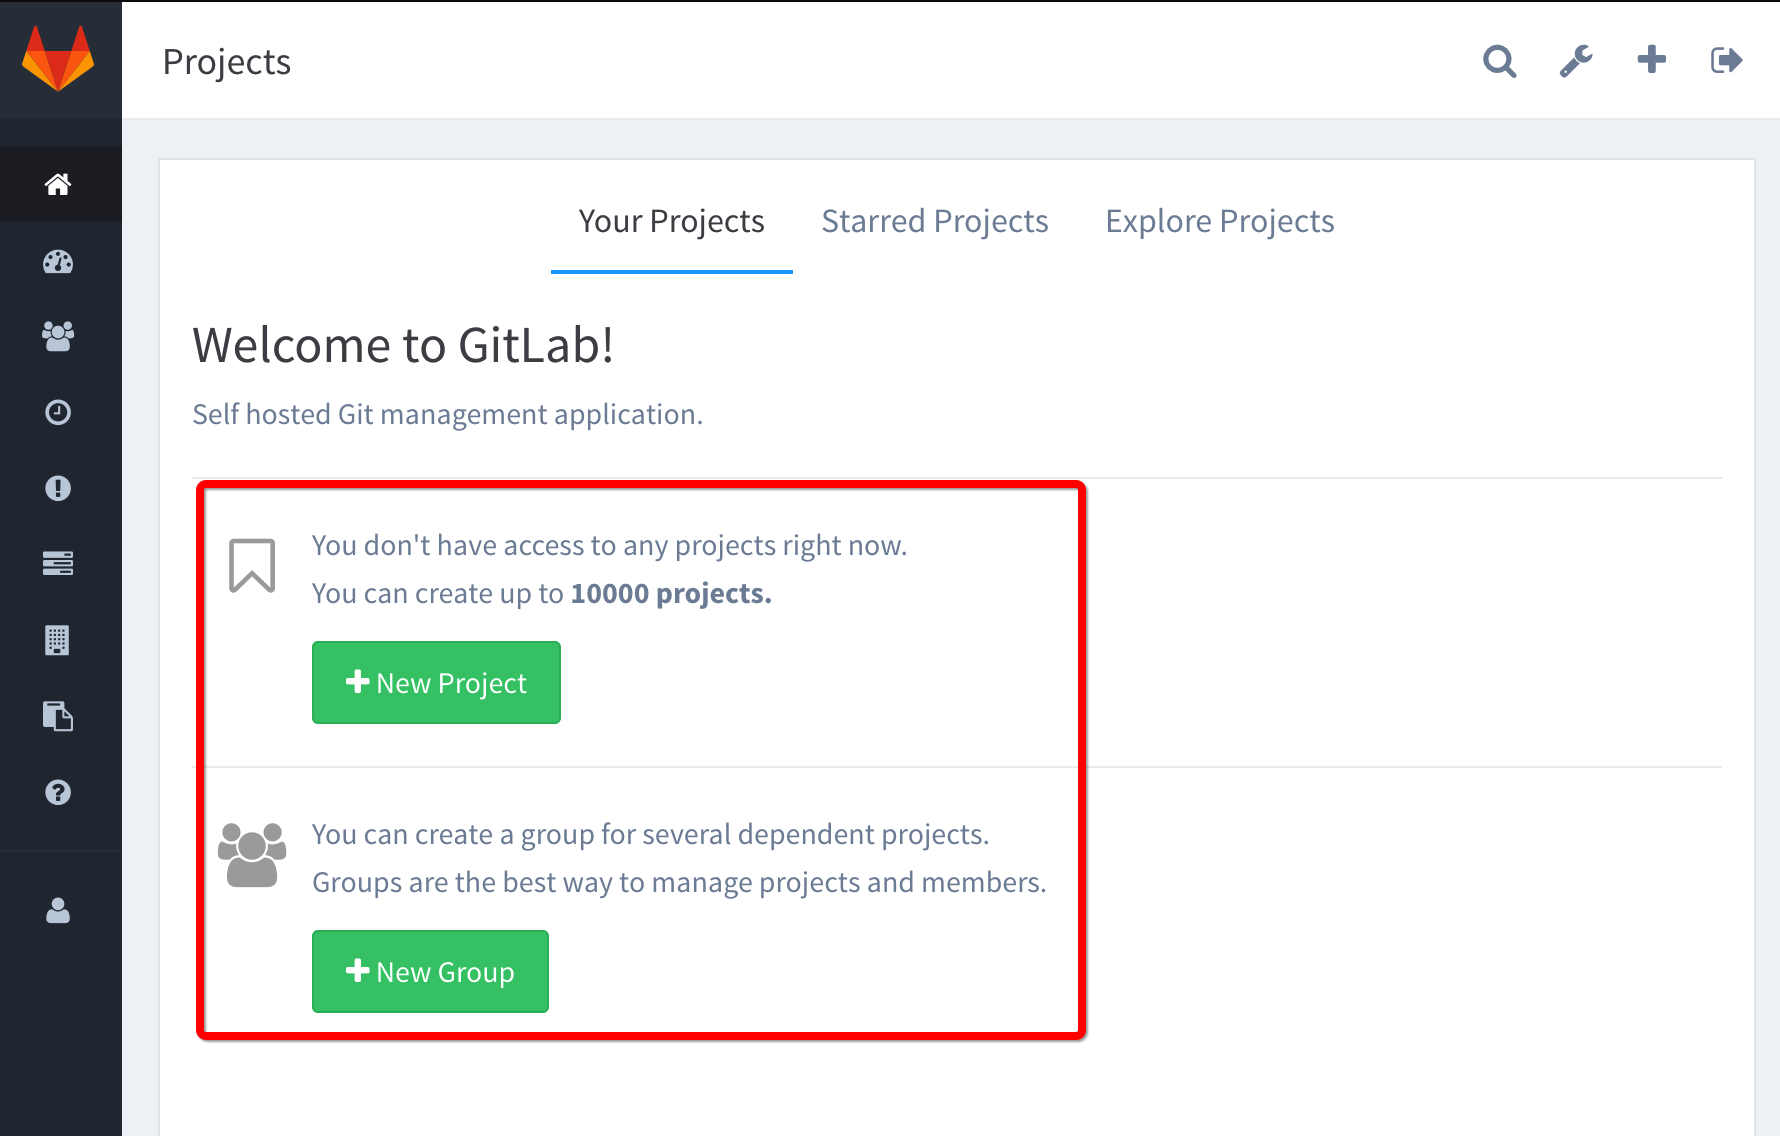 Projects
Your Projects Starred Projects Explore Projects
Welcome to GitLab!
Self hosted Git management application.
You don't have access to any projects right now.
You can create up to 10000 projects.
New Project
You can create a group for several dependent projects.
Groups are the best way to manage projects and members.
New Group